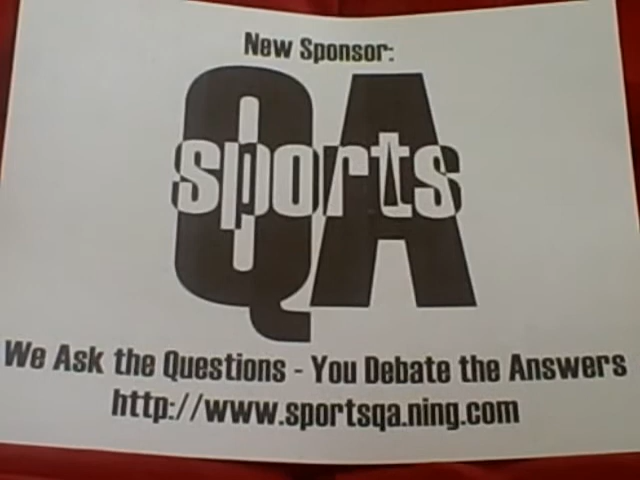 New Sponsor:
QA
sports
We Ask the Questions - You Debate the Answers
http://www.sportsqa.ning.com